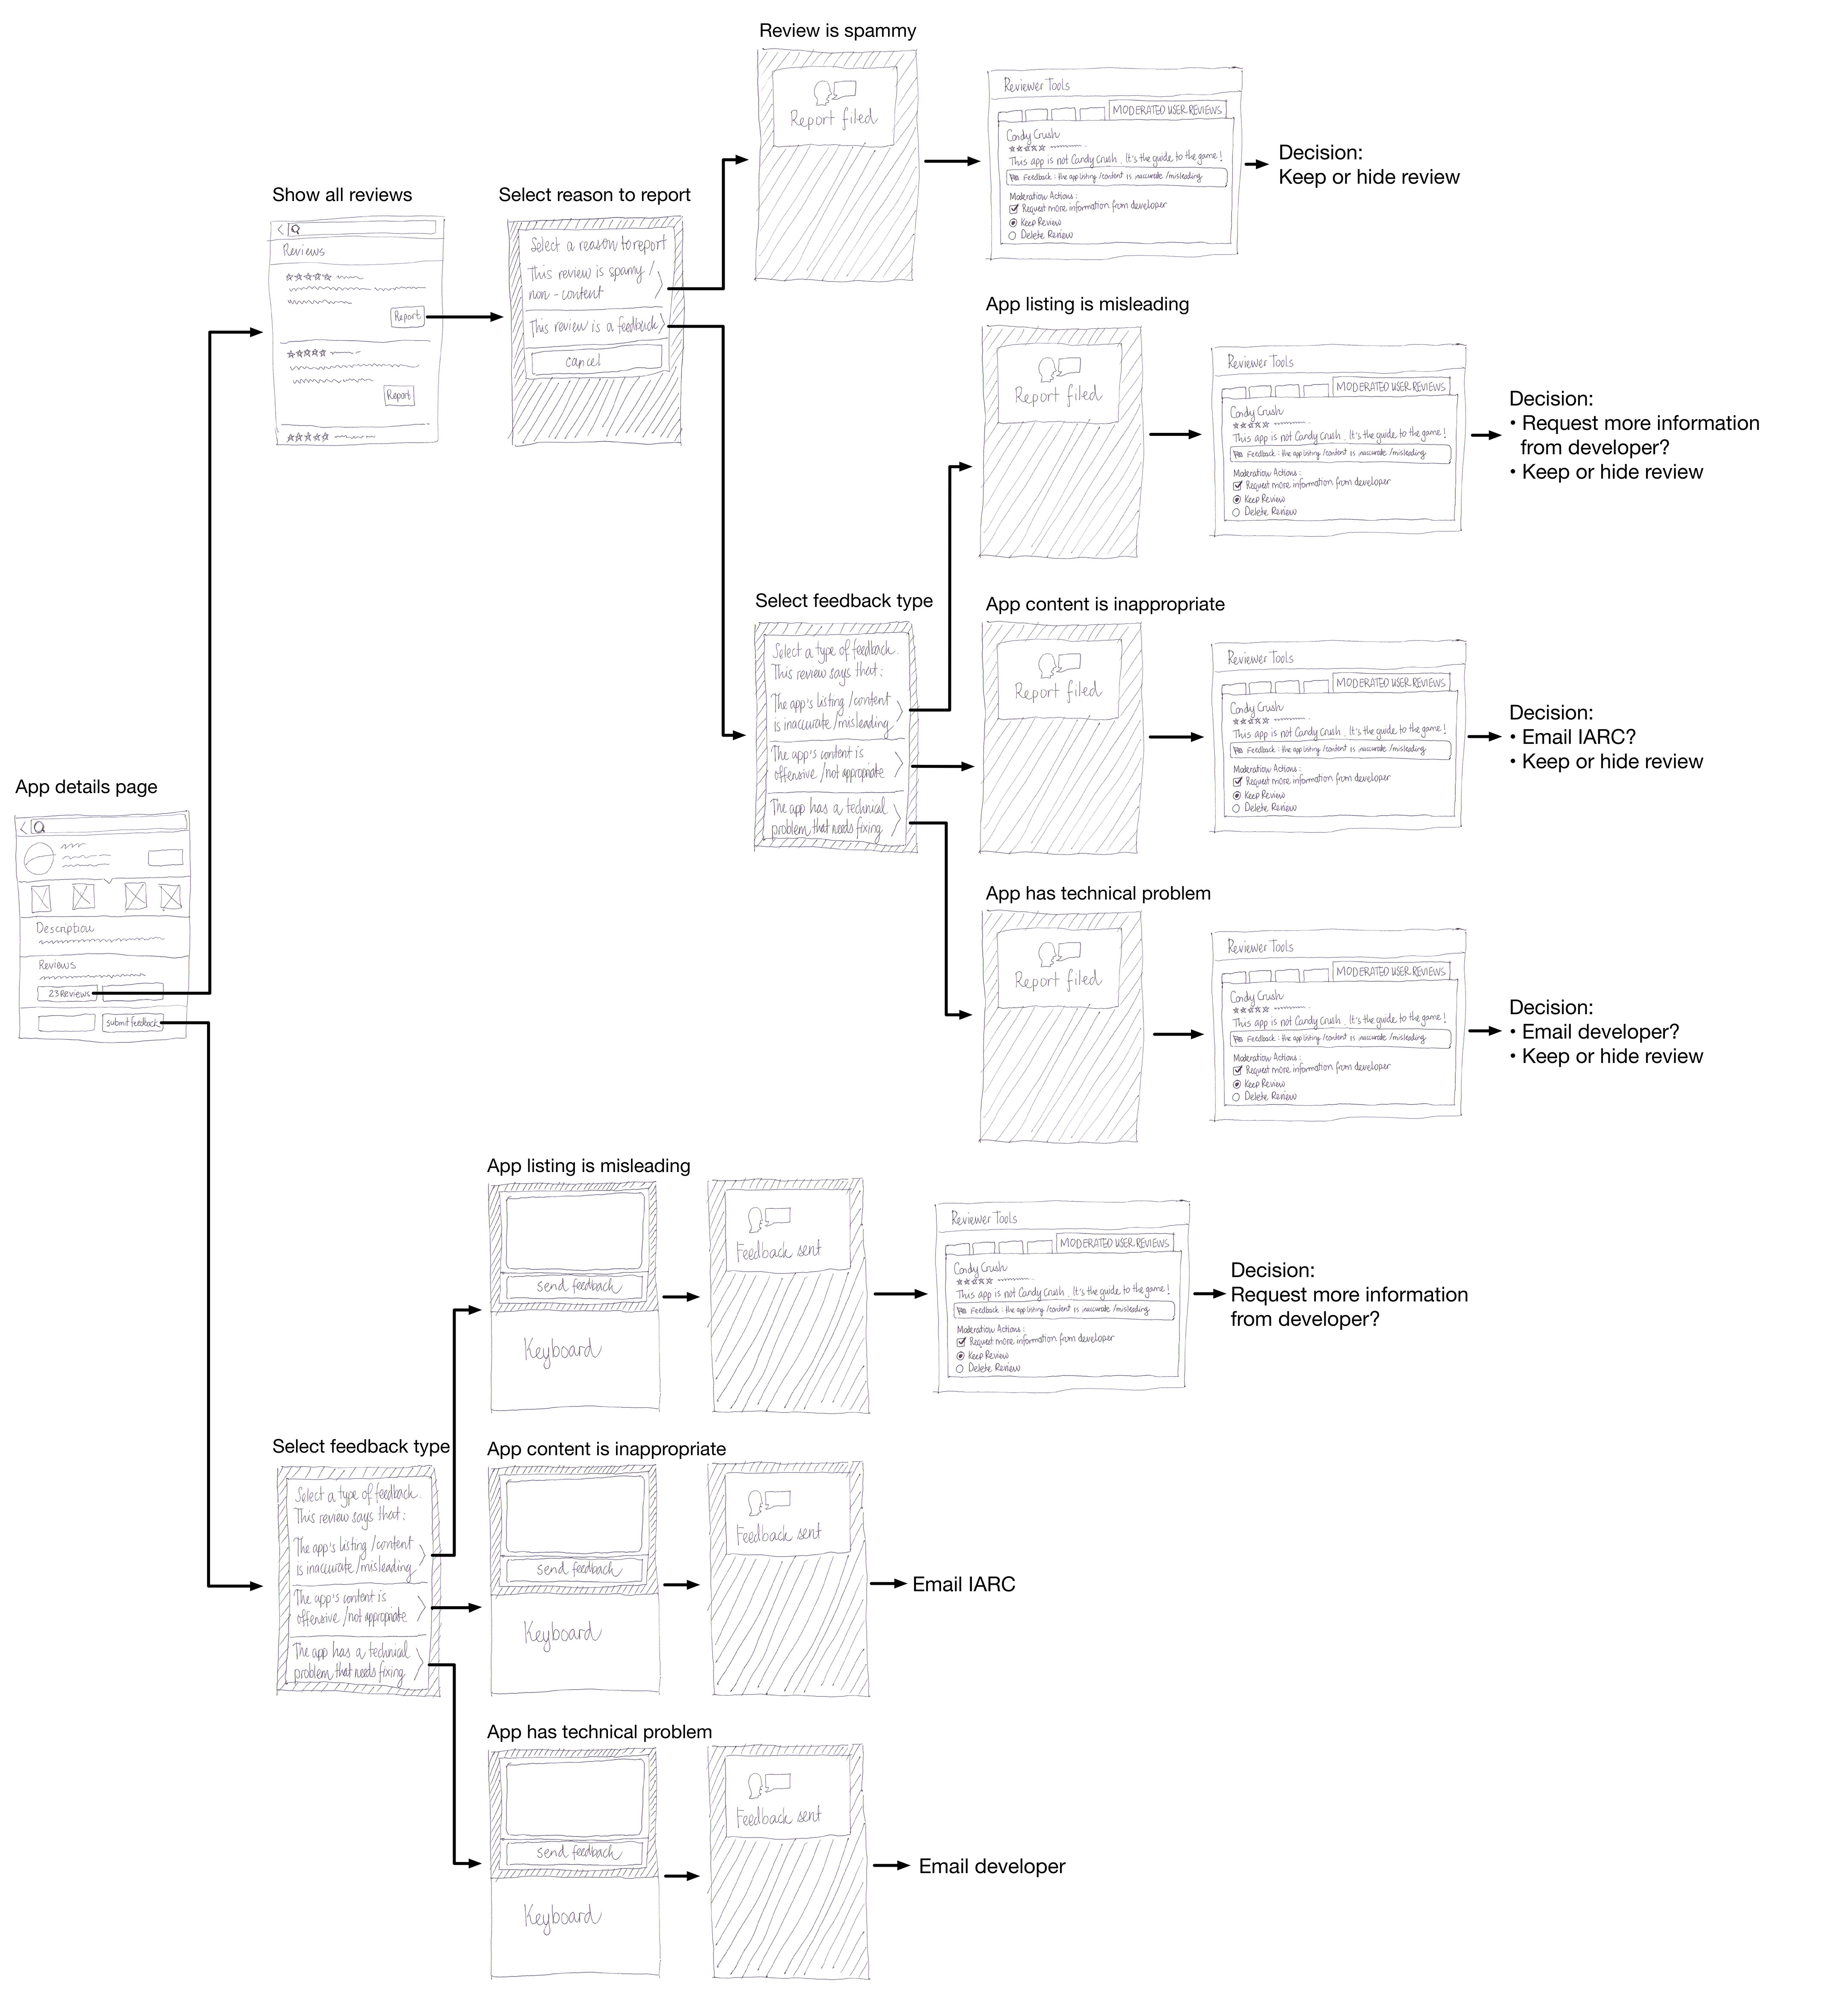 Review is spammy
Report filed
Reviewer Tools
MODERATED USER REVIEWS
Candy Crush
This app is not Candy Crush. It's the guide to the game!
Feedback: the app listing /content is inaccurate /misleading
Moderation Actions:
Request more information from developer
Keep Review
Delete Review
Decision:
Keep or hide review
Show all reviews
Reviews
Report
Report
Select reason to report
Select a reason to report
This review is spamy /
non-content
This review is a feedback
cancel
App listing is misleading
Report filed
Reviewer Tools
MODERATED USER REVIEWS
Candy Crush
This app is not Candy Crush. It's the guide to the game!
Feedback: the app listing /content is inaccurate /misleading
Moderation Actions:
Request more information from developer
Keep Review
Delete Review
Decision:
• Request more information
from developer?
• Keep or hide review
Select feedback type
Select a type of feedback.
This review says that:
The app's listing /content
is inaccurate /misleading
The app's content is
offensive /not appropriate
The app has a technical
problem that needs fixing
App content is inappropriate
Report filed
Reviewer Tools
MODERATED USER REVIEWS
Candy Crush
This app is not Candy Crush. It's the guide to the game!
Feedback: the app listing /content is inaccurate /misleading
Moderation Actions:
Request more information from developer
Keep Review
Delete Review
Decision:
• Email IARC?
• Keep or hide review
App details page
Description
Reviews
23 Reviews
submit feedback
App has technical problem
Report filed
Reviewer Tools
MODERATED USER REVIEWS
Candy Crush
This app is not Candy Crush. It's the guide to the game!
Feedback: the app listing /content is inaccurate /misleading
Moderation Actions:
Request more information from developer
Keep Review
Delete Review
Decision:
• Email developer?
• Keep or hide review
App listing is misleading
send feedback
Keyboard
Feedback sent
Reviewer Tools
MODERATED USER REVIEWS
Candy Crush
This app is not Candy Crush. It's the guide to the game!
Feedback: the app listing /content is inaccurate /misleading
Moderation Actions:
Request more information from developer
Keep Review
Delete Review
Decision:
Request more information
from developer?
Select feedback type
Select a type of feedback.
This review says that:
The app's listing /content
is inaccurate /misleading
The app's content is
offensive /not appropriate
The app has a technical
problem that needs fixing
App content is inappropriate
send feedback
Keyboard
Feedback sent
Email IARC
App has technical problem
send feedback
Keyboard
Feedback sent
Email developer